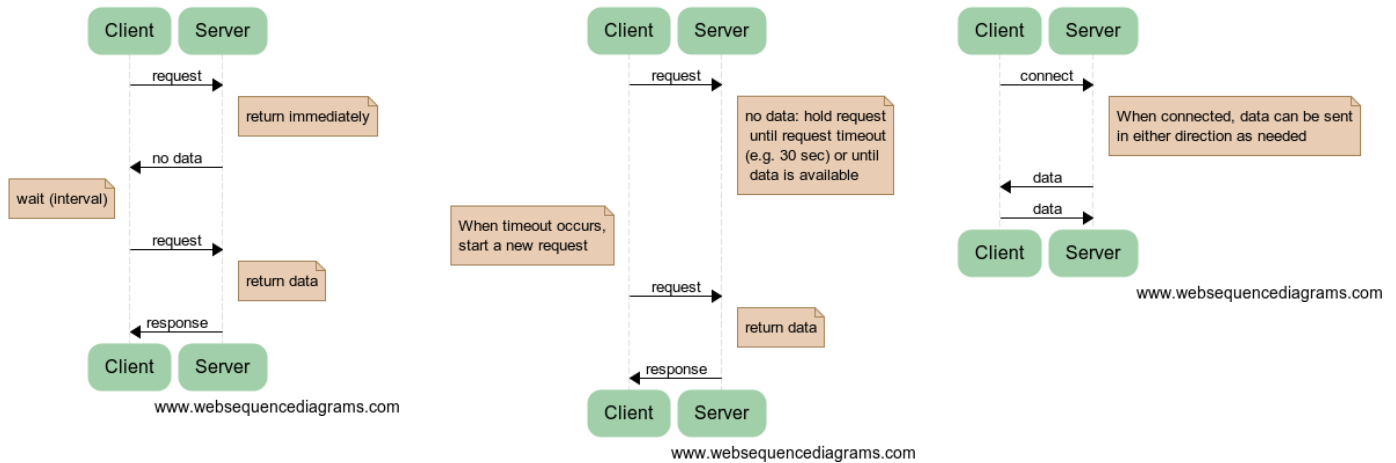 Client
Server
request
return immediately
no data
wait (interval)
request
return data
response
Client
Server
www.websequencediagrams.com
Client
Server
request
no data: hold request
until request timeout
(e.g. 30 sec) or until
data is available
When timeout occurs,
start a new request
request
return data
response
Client
Server
www.websequencediagrams.com
Client
Server
connect
When connected, data can be sent
in either direction as needed
data
data
Client
Server
www.websequencediagrams.com